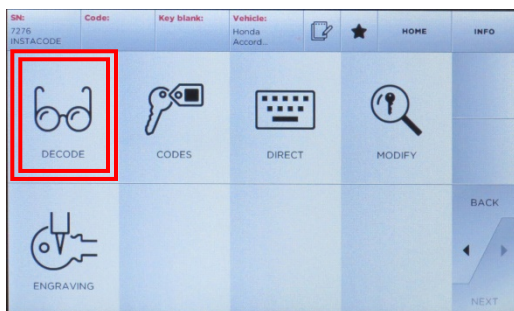 SN: Code: Key blank: Vehicle:
7276 Honda HOME INFO
INSTACODE Accord...
DECODE CODES DIRECT MODIFY
BACK
ENGRAVING
NEXT